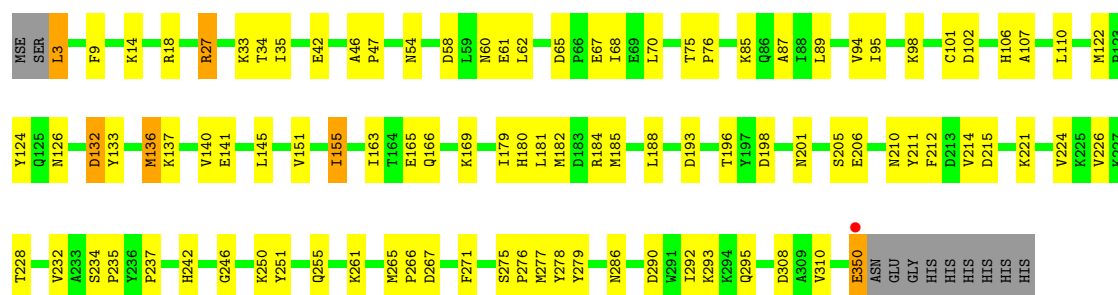 MSE SER L3 F9 K14 R18 R27 K33 T34 I35 E42 A46 P47 N54 D58 L59 N60 E61 L62 D65 P66 E67 I68 E69 L70 T75 P76 K85 Q86 A87 I88 L89 V94 I95 K98 C101 D102 H106 A107 L110 M122
Y124 Q125 N126 D132 Y133 M136 K137 V140 E141 L145 V151 I155 I163 T164 E165 Q166 K169 I179 H180 L181 M182 D183 R184 M185 L188 D193 T196 Y197 D198 N201 S205 E206 N210 Y211 F212 D213 V214 D215 K221 V224 K225 V226
T228 V232 A233 S234 P235 Y236 P237 H242 G246 K250 Y251 Q255 K261 M265 P266 D267 F271 S275 P276 M277 Y278 Y279 N286 D290 W291 I292 K293 K294 Q295 D308 A309 V310 E350 ASN GLU GLY HIS HIS HIS HIS HIS HIS